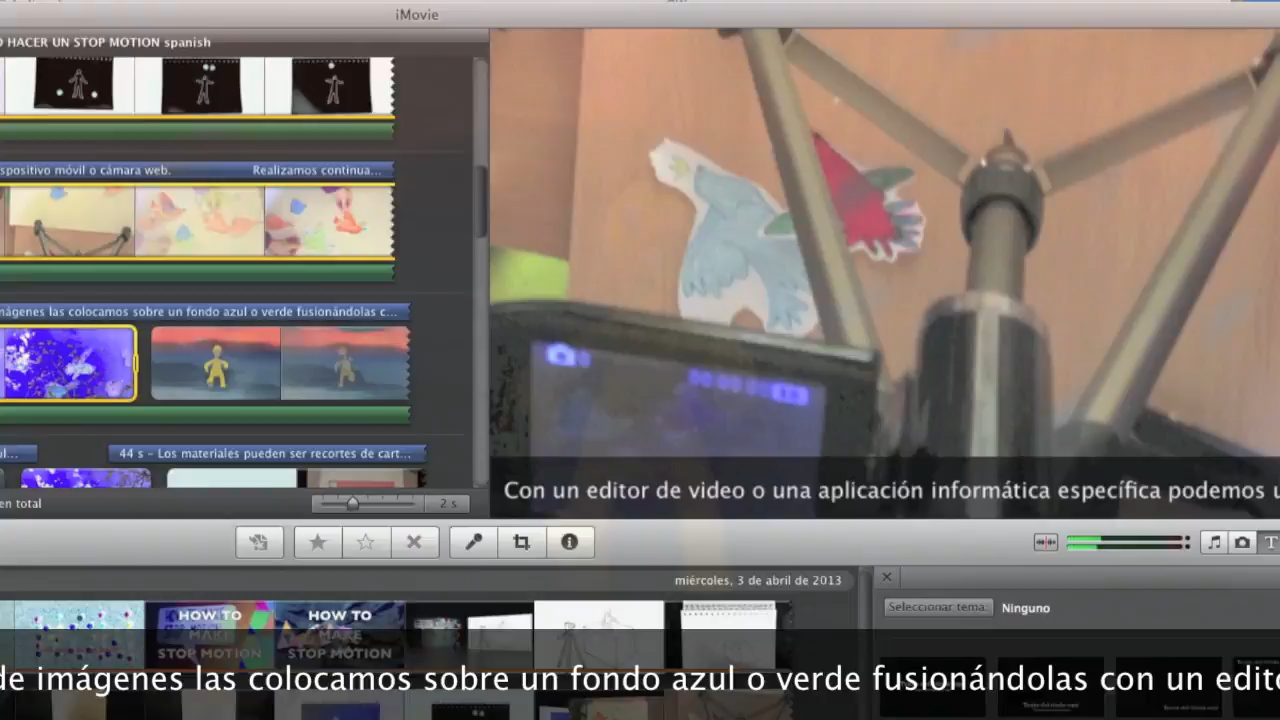 iMovie
HACER UN STOP MOTION spanish
spositivo móvil o cámara web.
Realizamos continua...
mágenes las colocamos sobre un fondo azul o verde fusionándolas c...
ul...
44 s – Los materiales pueden ser recortes de cart...
en total
2 s
Con un editor de video o una aplicación informática específica podemos u
miércoles, 3 de abril de 2013
Seleccionar tema:
Ninguno
HOW TO
MAKE
STOP MOTION
HOW TO
MAKE
STOP MOTION
de imágenes las colocamos sobre un fondo azul o verde fusionándolas con un edito